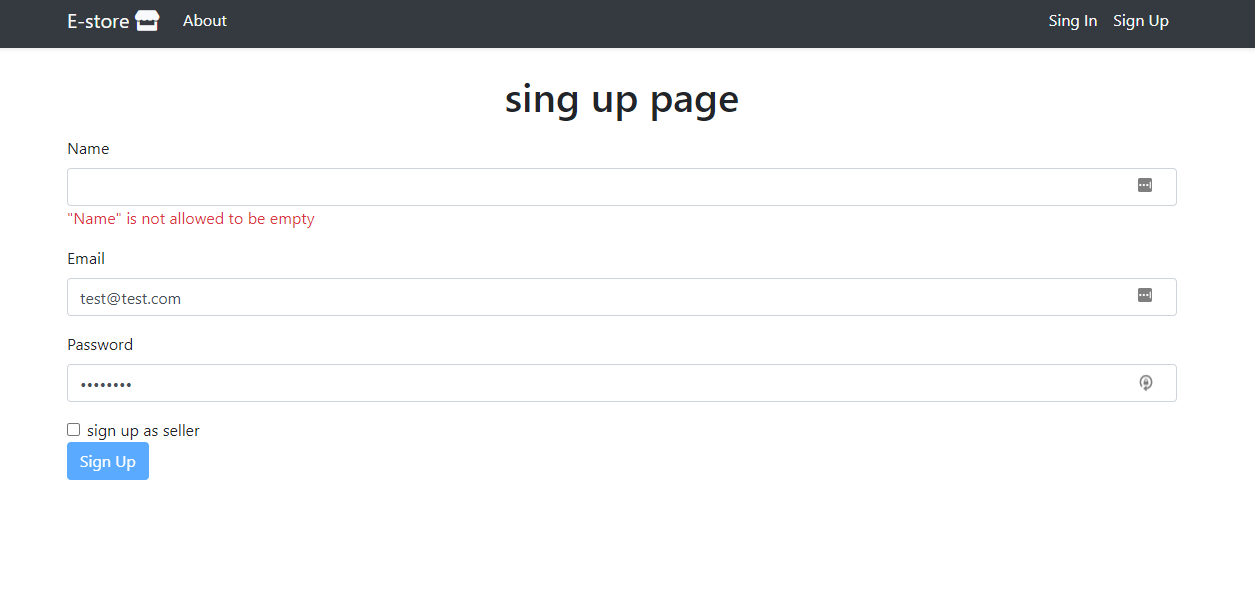 E-store About Sing In Sign Up
sing up page
Name
"Name" is not allowed to be empty
Email
test@test.com
Password
••••••••
sign up as seller
Sign Up